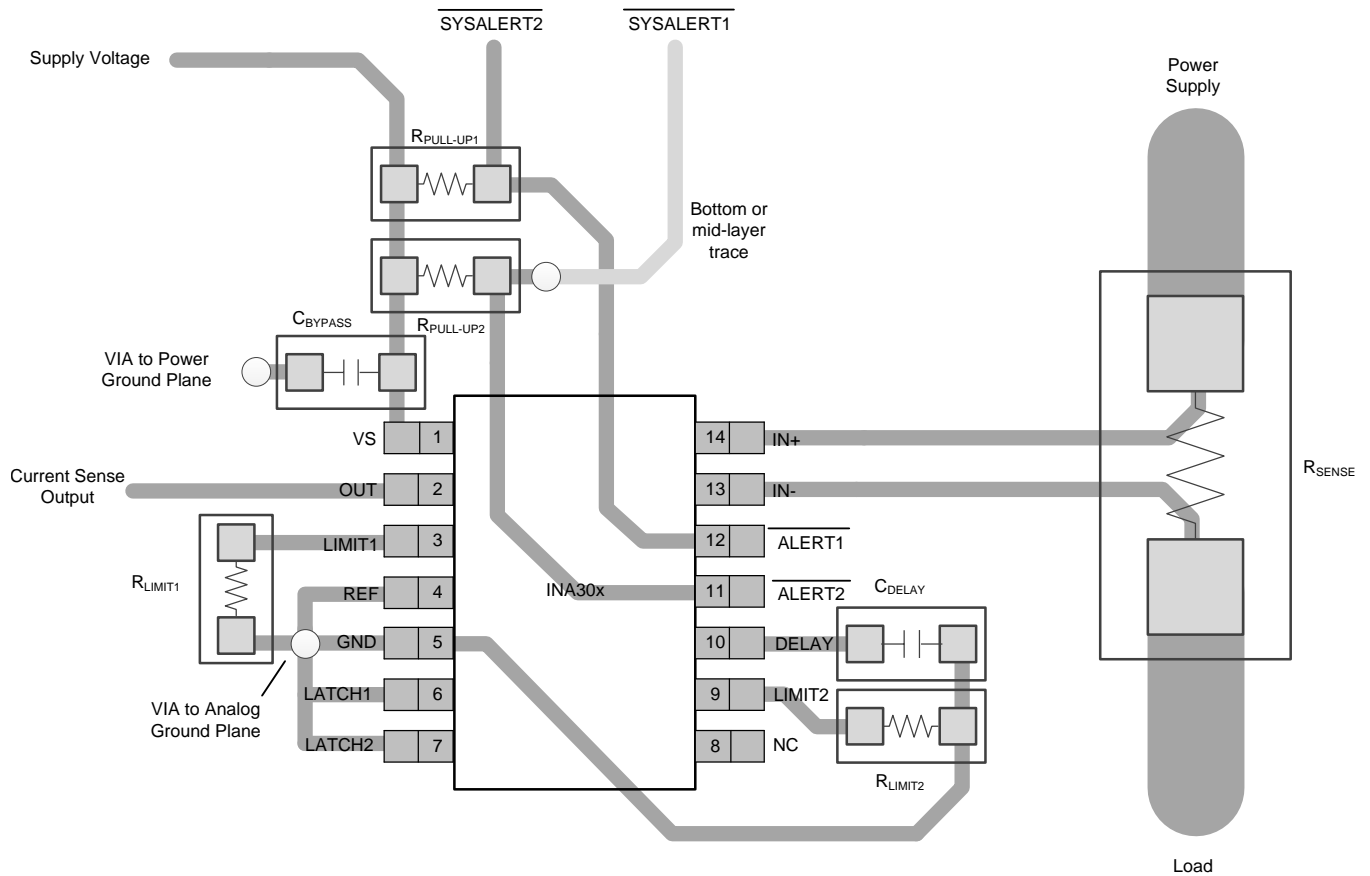 SYSALERT2
SYSALERT1
Supply Voltage
Power
Supply
RPULL-UP1
Bottom or
mid-layer
trace
CBYPASS
RPULL-UP2
VIA to Power
Ground Plane
VS
1
14
IN+
RSENSE
Current Sense
Output
OUT
2
13
IN-
LIMIT1
3
12
ALERT1
RLIMIT1
REF
4
INA30x
11
ALERT2
CDELAY
GND
5
10
DELAY
VIA to Analog
Ground Plane
LATCH1
6
9
LIMIT2
LATCH2
7
8
NC
RLIMIT2
Load